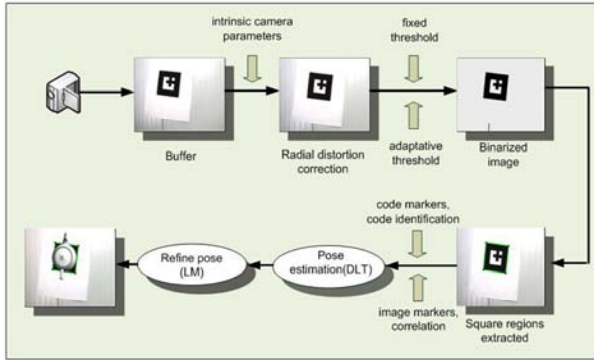 intrinsic camera
parameters
fixed
threshold
Buffer
Radial distortion
correction
adaptative
threshold
Binarized
image
code markers,
code identification
Refine pose
(LM)
Pose
estimation(DLT)
image markers,
correlation
Square regions
extracted